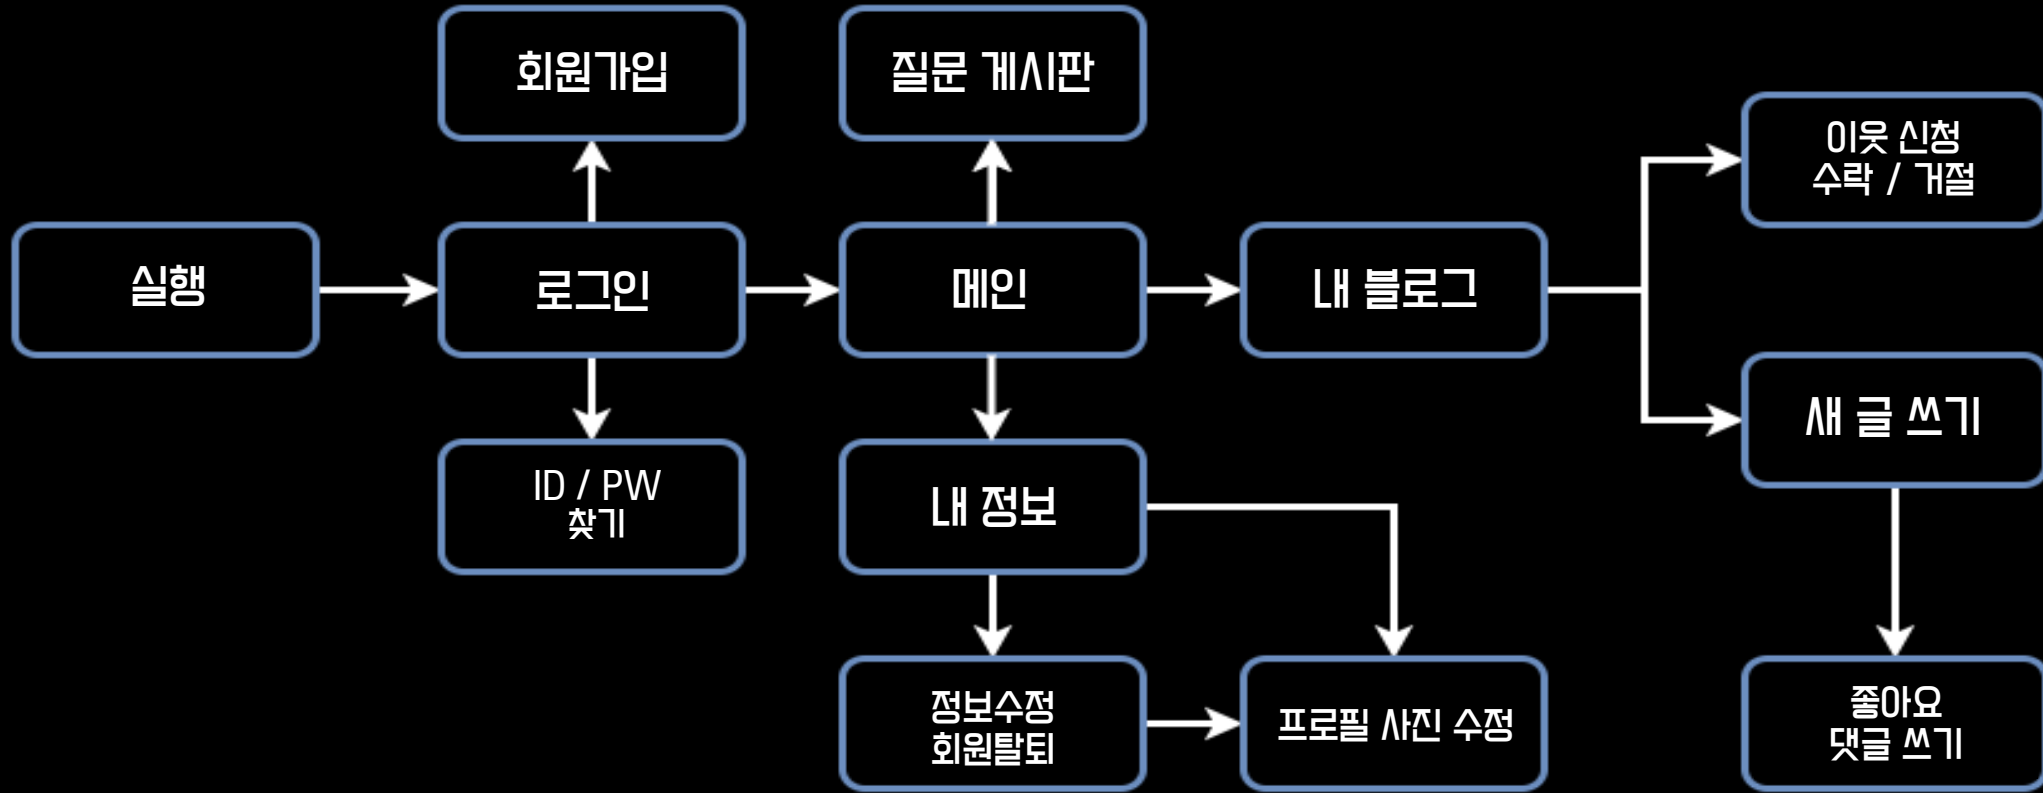 회원가입
질문 게시판
이웃 신청
수락 / 거절
실행
로그인
메인
내 블로그
새 글 쓰기
ID / PW
찾기
내 정보
정보수정
회원탈퇴
프로필 사진 수정
좋아요
댓글 쓰기